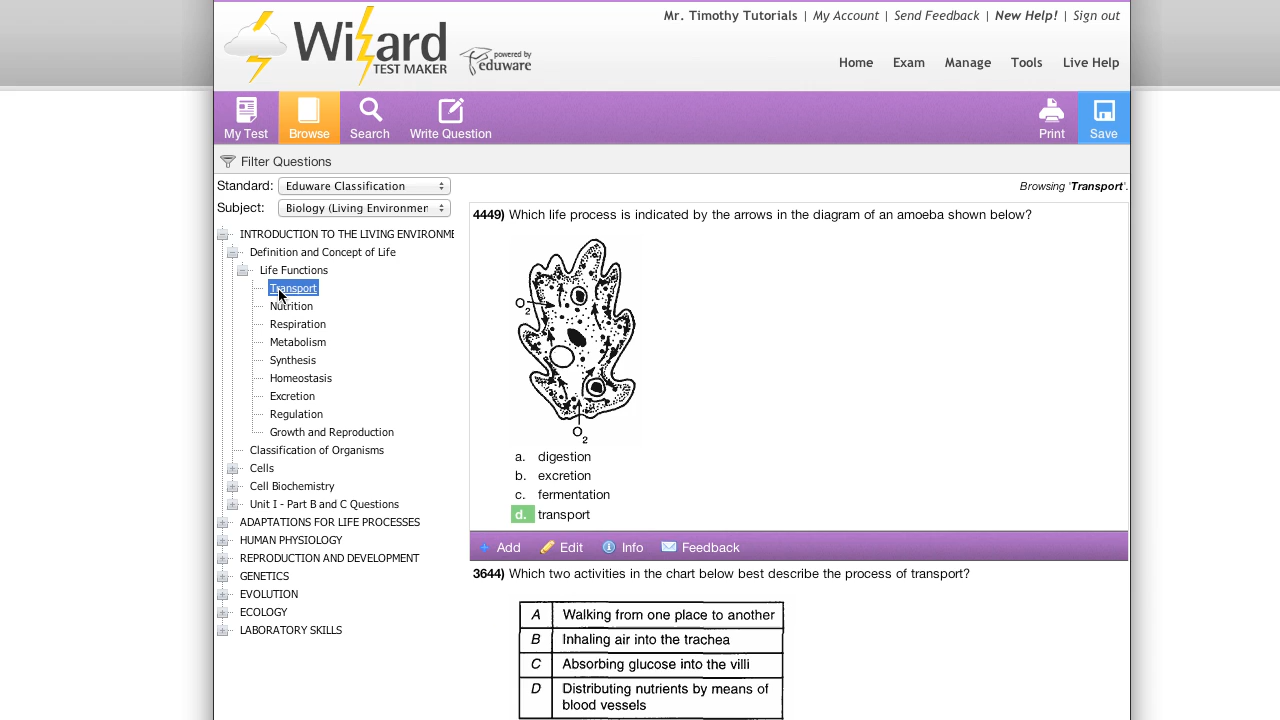 Mr. Timothy Tutorials | My Account | Send Feedback | New Help! | Sign out
Wizard
TEST MAKER
powered by
eduware
Home Exam Manage Tools Live Help
My Test Browse Search Write Question Print Save
Filter Questions
Standard: Eduware Classification
Browsing 'Transport'.
Subject: Biology (Living Environmen
INTRODUCTION TO THE LIVING ENVIRONME
Definition and Concept of Life
Life Functions
Transport
Nutrition
Respiration
Metabolism
Synthesis
Homeostasis
Excretion
Regulation
Growth and Reproduction
Classification of Organisms
Cells
Cell Biochemistry
Unit I - Part B and C Questions
ADAPTATIONS FOR LIFE PROCESSES
HUMAN PHYSIOLOGY
REPRODUCTION AND DEVELOPMENT
GENETICS
EVOLUTION
ECOLOGY
LABORATORY SKILLS
4449) Which life process is indicated by the arrows in the diagram of an amoeba shown below?
O2
O2
a. digestion
b. excretion
c. fermentation
d. transport
Add Edit Info Feedback
3644) Which two activities in the chart below best describe the process of transport?
A Walking from one place to another
B Inhaling air into the trachea
C Absorbing glucose into the villi
D Distributing nutrients by means of
blood vessels